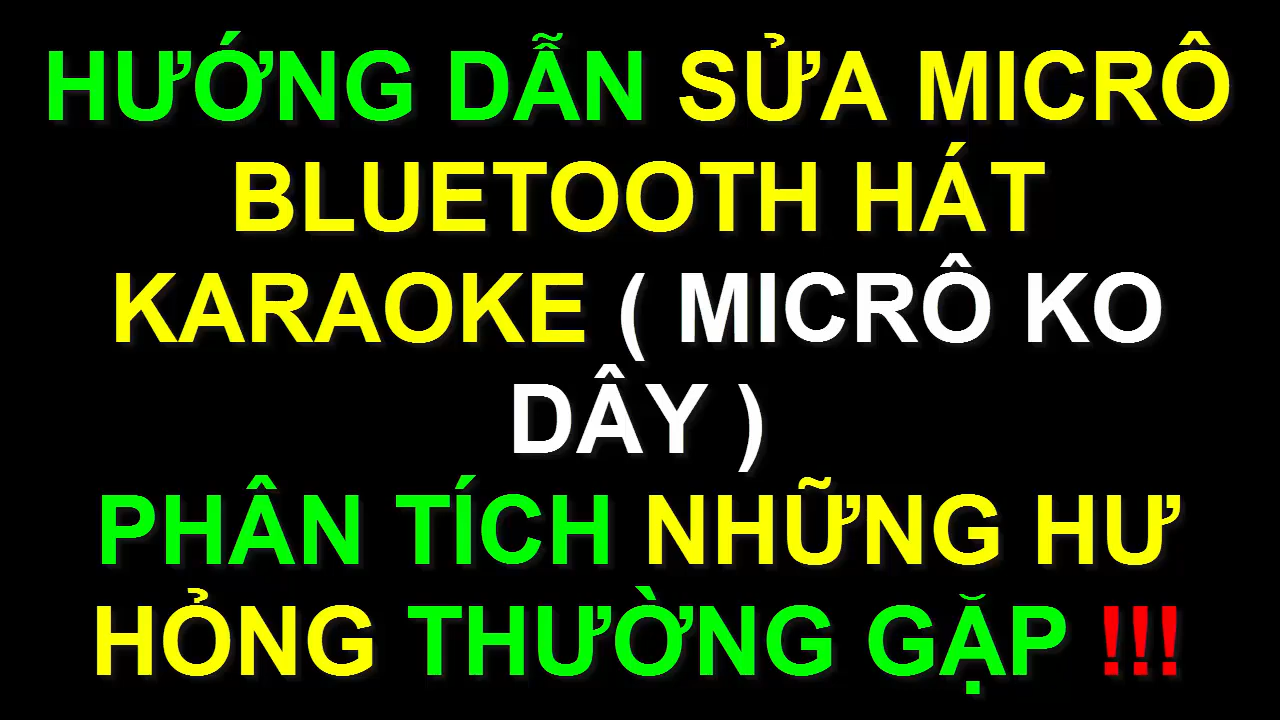 HƯỚNG DẪN SỬA MICRÔ
BLUETOOTH HÁT
KARAOKE ( MICRÔ KO
DÂY )
PHÂN TÍCH NHỮNG HƯ
HỎNG THƯỜNG GẶP !!!